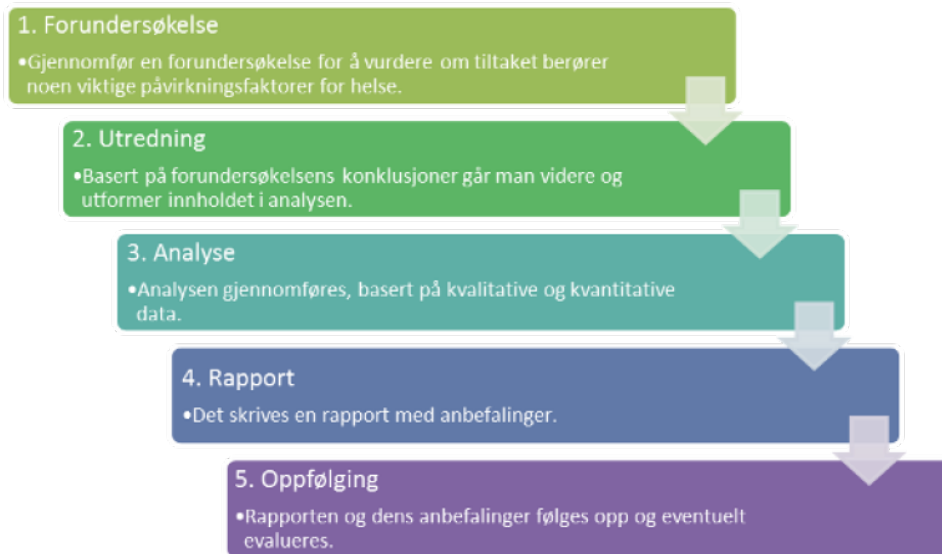 1. Forundersøkelse
•Gjennomfør en forundersøkelse for å vurdere om tiltaket berører
noen viktige påvirkningsfaktorer for helse.
2. Utredning
•Basert på forundersøkelsens konklusjoner går man videre og
utformer innholdet i analysen.
3. Analyse
•Analysen gjennomføres, basert på kvalitative og kvantitative
data.
4. Rapport
•Det skrives en rapport med anbefalinger.
5. Oppfølging
•Rapporten og dens anbefalinger følges opp og eventuelt
evalueres.